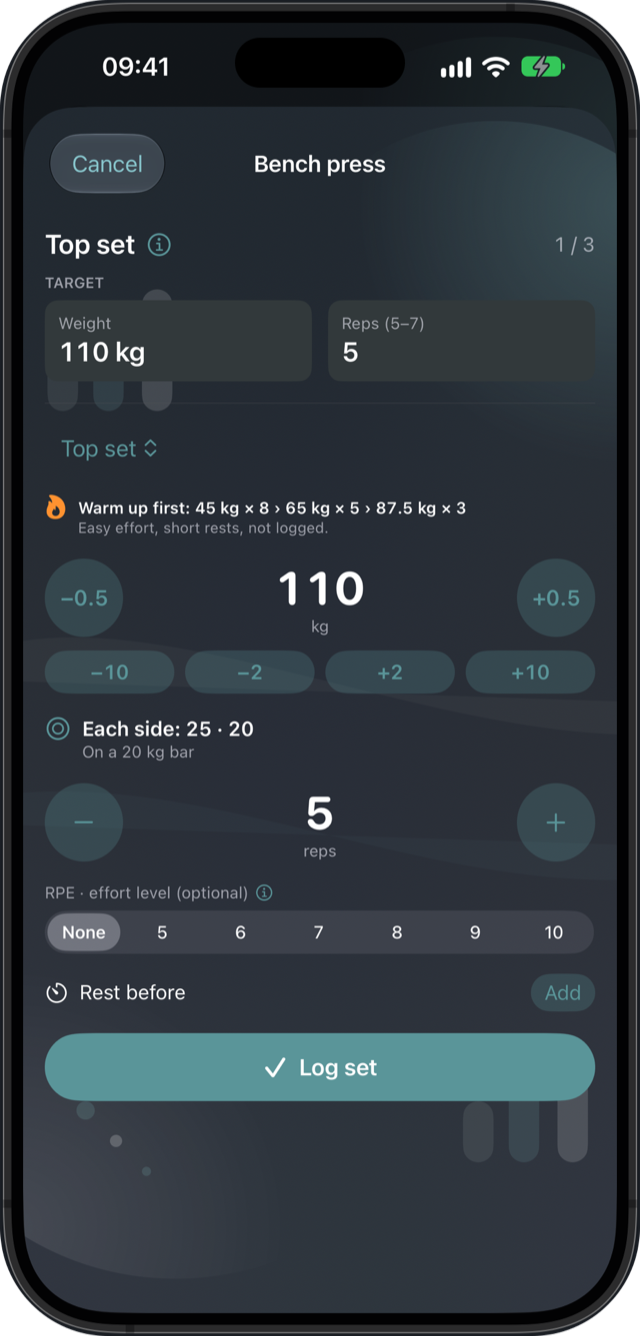 09:41
Cancel
Bench press
Top set
1 / 3
TARGET
Weight
110 kg
Reps (5–7)
5
Top set
Warm up first: 45 kg × 8 › 65 kg × 5 › 87.5 kg × 3
Easy effort, short rests, not logged.
−0.5
110
+0.5
kg
−10
−2
+2
+10
Each side: 25 · 20
On a 20 kg bar
−
5
+
reps
RPE · effort level (optional)
None 5 6 7 8 9 10
Rest before
Add
Log set